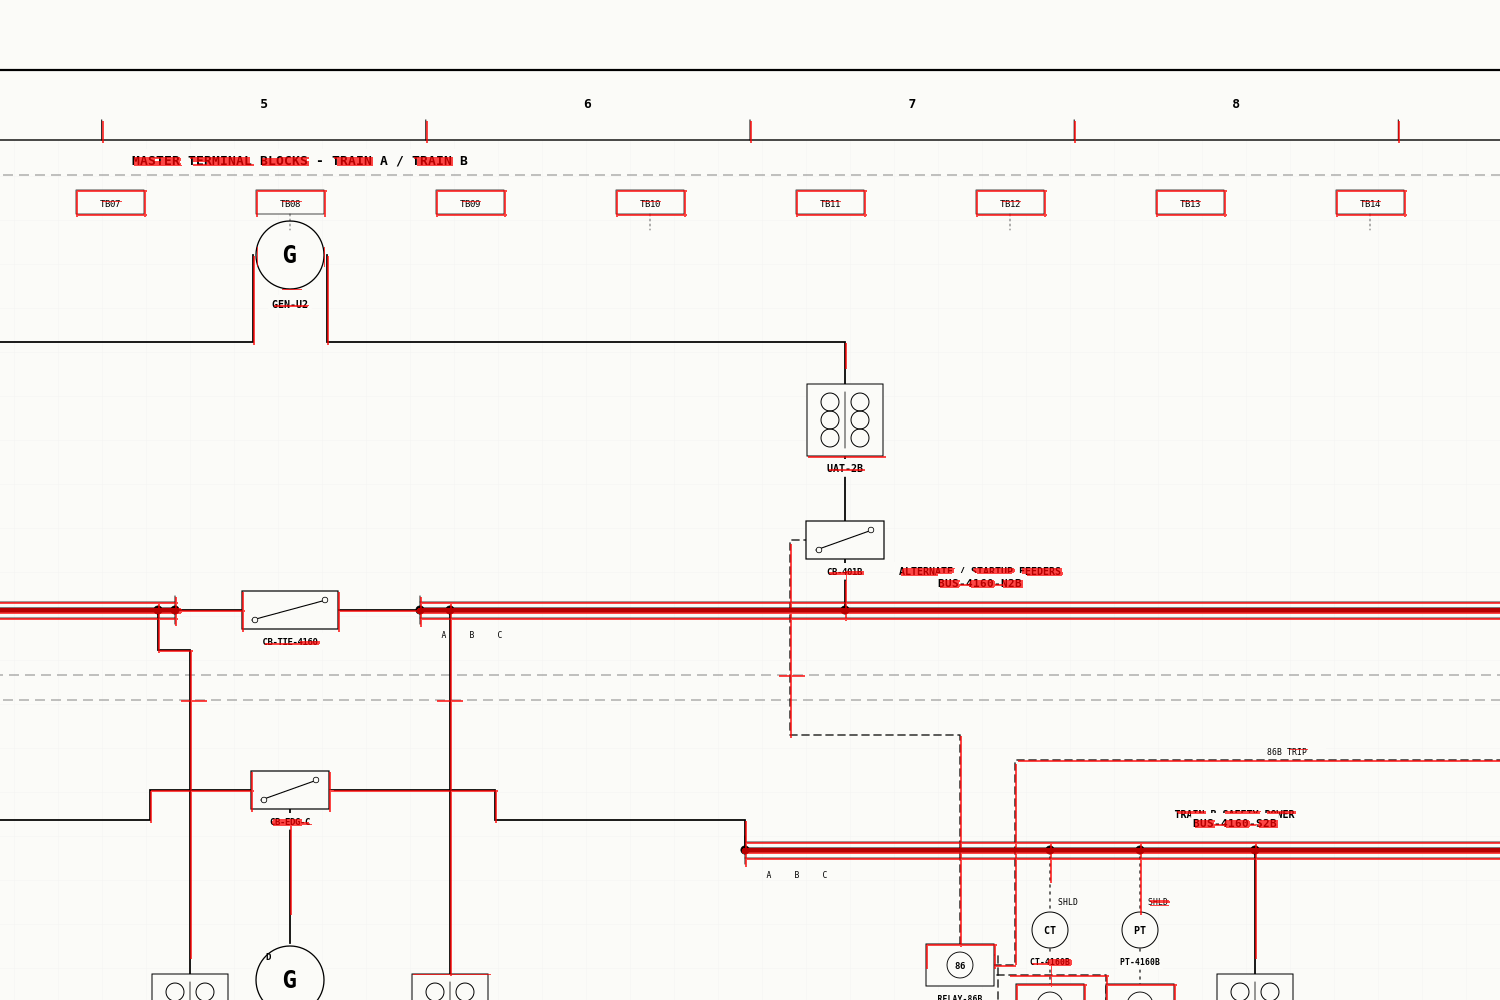 5 6 7 8
MASTER TERMINAL BLOCKS - TRAIN A / TRAIN B
TB07 TB08 TB09 TB10 TB11 TB12 TB13 TB14
G
GEN-U2
UAT-2B
CB-401B
ALTERNATE / STARTUP FEEDERS
BUS-4160-N2B
CB-TIE-4160
A B C
86B TRIP
TRAIN B SAFETY POWER
CB-EDG-C
BUS-4160-S2B
A B C
SHLD SHLD
CT PT
D
CT-4160B PT-4160B
86
G
RELAY-86B